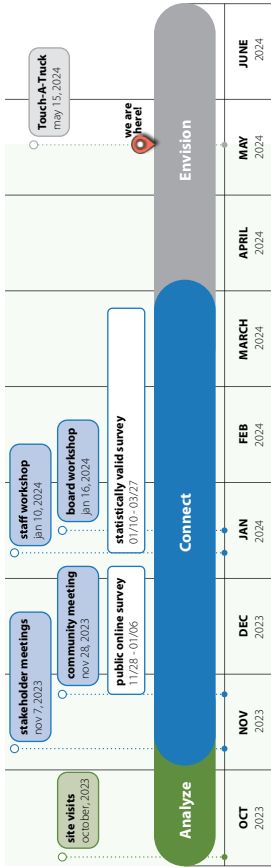 site visits
october, 2023
stakeholder meetings
nov 7, 2023
community meeting
nov 28, 2023
public online survey
11/28 - 01/06
staff workshop
jan 10, 2024
board workshop
jan 16, 2024
statistically valid survey
01/10 - 03/27
Touch-A-Truck
may 15, 2024
we are
here!
Analyze
Connect
Envision
OCT
2023
NOV
2023
DEC
2023
JAN
2024
FEB
2024
MARCH
2024
APRIL
2024
MAY
2024
JUNE
2024